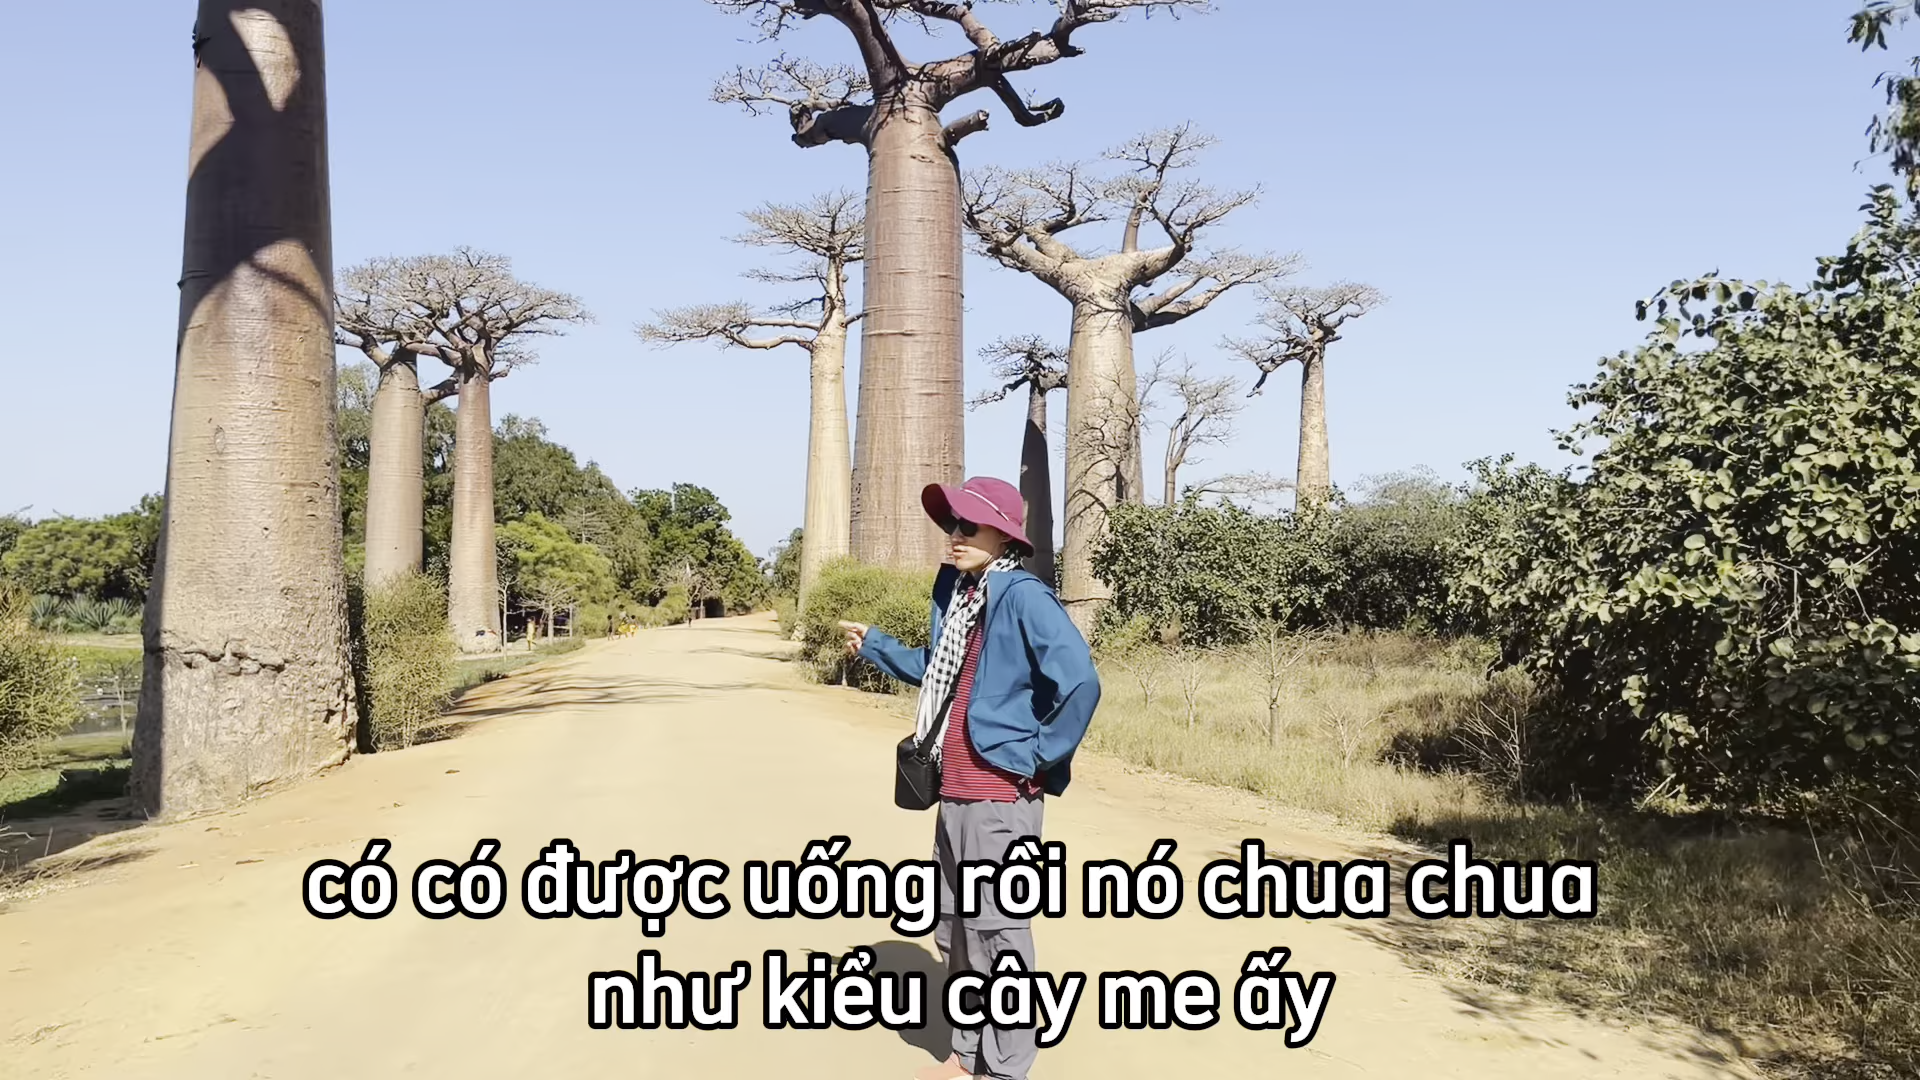 có có được uống rồi nó chua chua
như kiểu cây me ấy